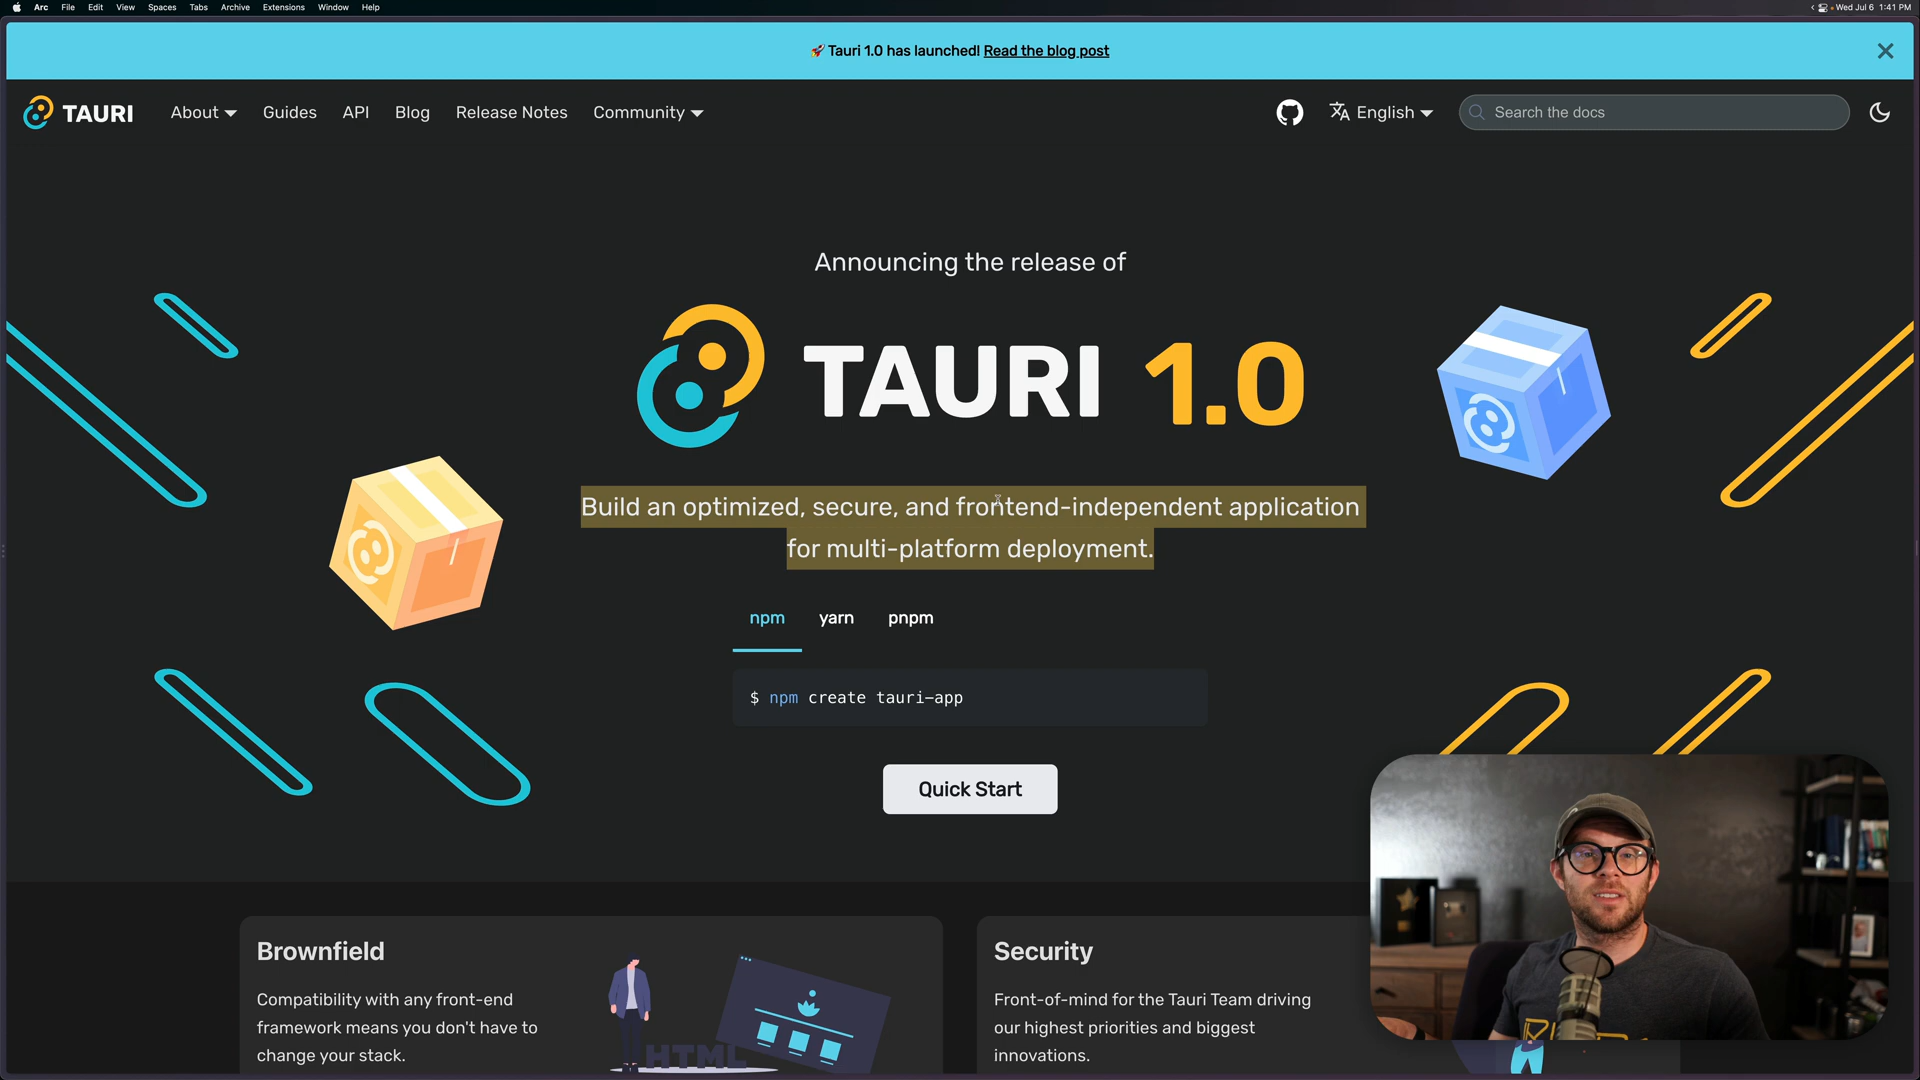 Arc File Edit View Spaces Tabs Archive Extensions Window Help
Wed Jul 6 1:41 PM
🚀 Tauri 1.0 has launched! Read the blog post
TAURI About Guides API Blog Release Notes Community English Search the docs
Announcing the release of
TAURI 1.0
Build an optimized, secure, and frontend-independent application
for multi-platform deployment.
npm yarn pnpm
$ npm create tauri-app
Quick Start
Brownfield
Compatibility with any front-end
framework means you don't have to
change your stack.
HTML
Security
Front-of-mind for the Tauri Team driving
our highest priorities and biggest
innovations.